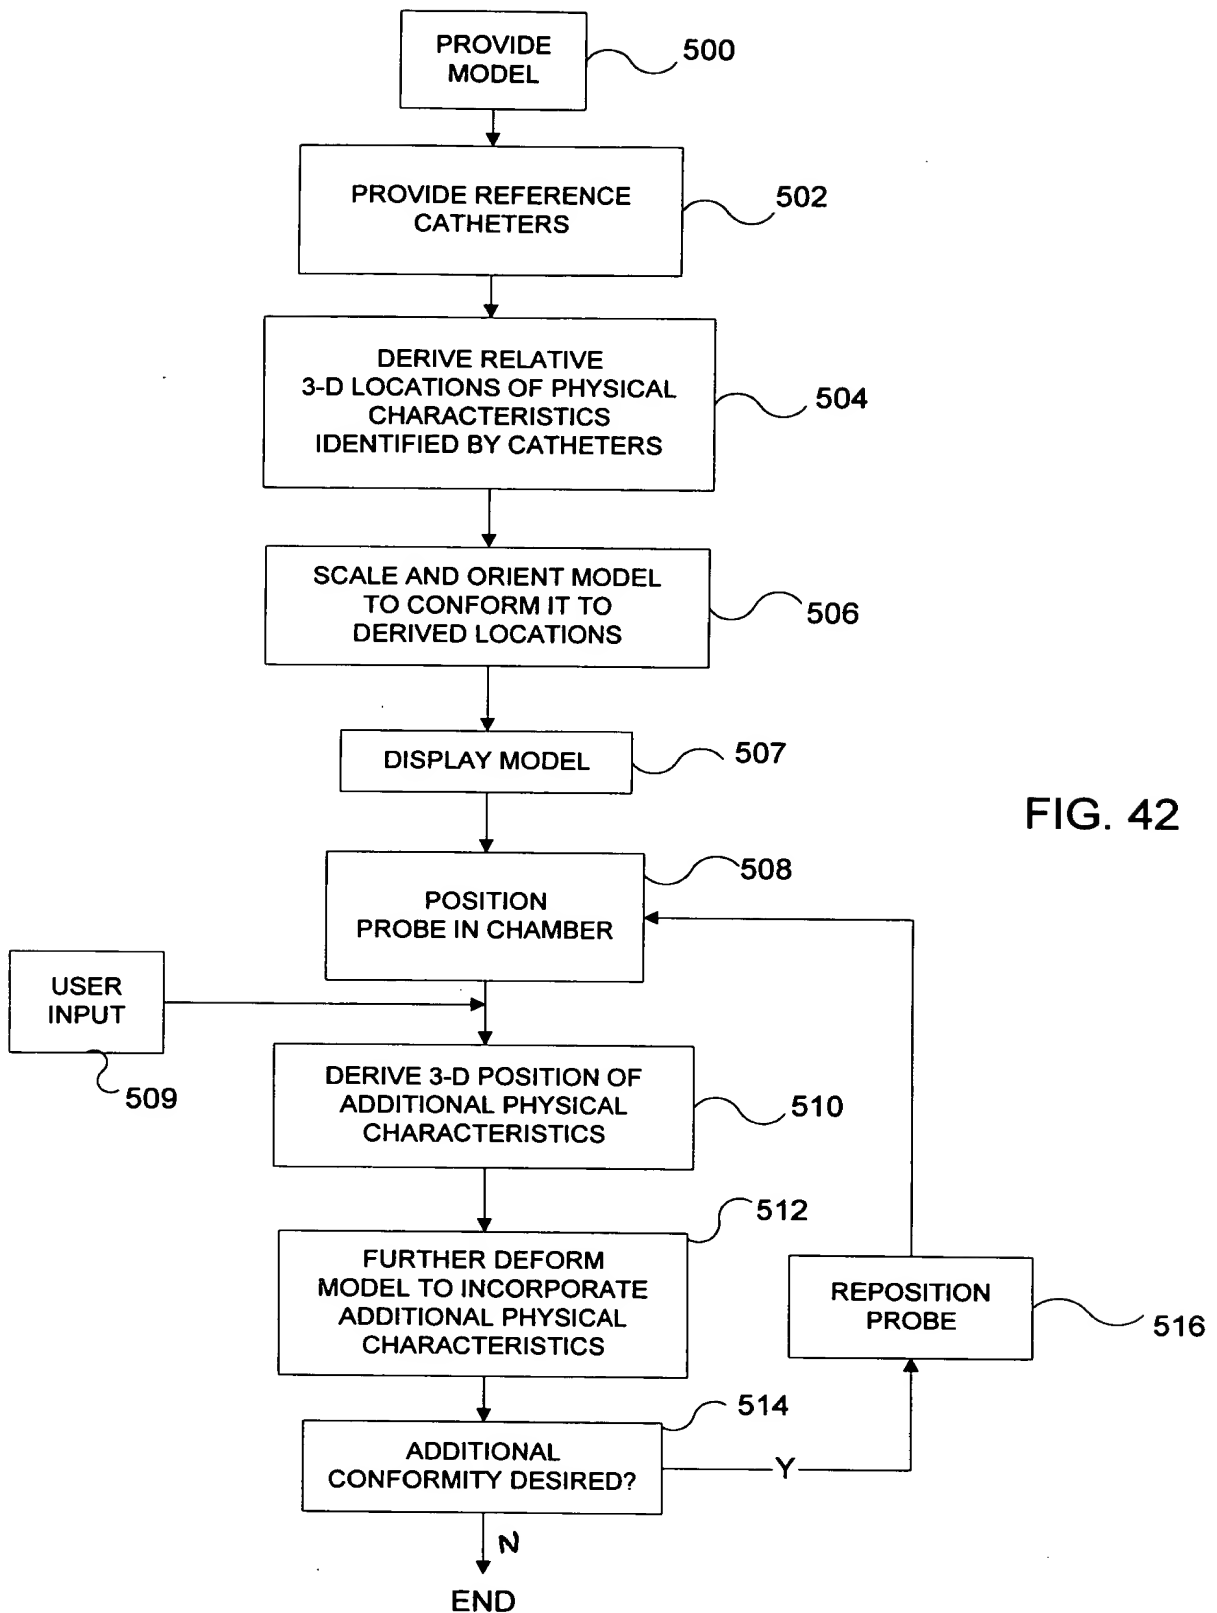 PROVIDE
MODEL
500
PROVIDE REFERENCE
CATHETERS
502
DERIVE RELATIVE
3-D LOCATIONS OF PHYSICAL
CHARACTERISTICS
IDENTIFIED BY CATHETERS
504
SCALE AND ORIENT MODEL
TO CONFORM IT TO
DERIVED LOCATIONS
506
DISPLAY MODEL
507
FIG. 42
POSITION
PROBE IN CHAMBER
508
USER
INPUT
509
DERIVE 3-D POSITION OF
ADDITIONAL PHYSICAL
CHARACTERISTICS
510
FURTHER DEFORM
MODEL TO INCORPORATE
ADDITIONAL PHYSICAL
CHARACTERISTICS
512
REPOSITION
PROBE
516
ADDITIONAL
CONFORMITY DESIRED?
514
Y
N
END